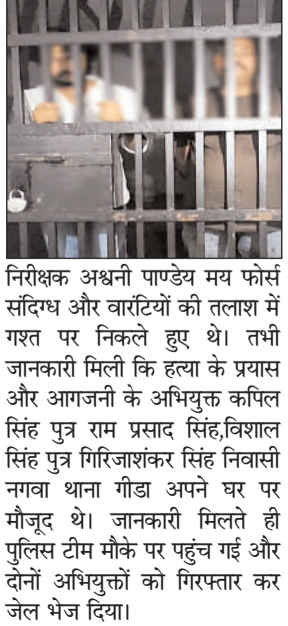 निरीक्षक अश्वनी पाण्डेय मय फोर्स
संदिग्ध और वारंटियों की तलाश में
गश्त पर निकले हुए थे। तभी
जानकारी मिली कि हत्या के प्रयास
और आगजनी के अभियुक्त कपिल
सिंह पुत्र राम प्रसाद सिंह,विशाल
सिंह पुत्र गिरिजाशंकर सिंह निवासी
नगवा थाना गीडा अपने घर पर
मौजूद थे। जानकारी मिलते ही
पुलिस टीम मौके पर पहुंच गई और
दोनों अभियुक्तों को गिरफ्तार कर
जेल भेज दिया।